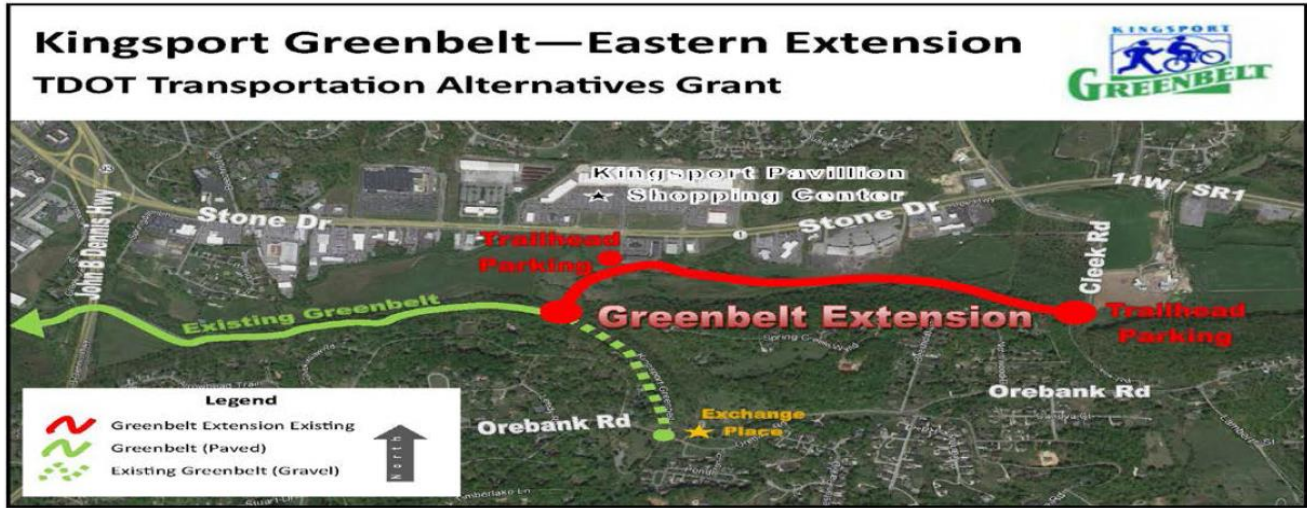 Kingsport Greenbelt—Eastern Extension
TDOT Transportation Alternatives Grant
KINGSPORT
GREENBELT
Kingsport Pavillion
Shopping Center
11W / SR1
Stone Dr
Stone Dr
John B Dennis Hwy
Trailhead
Parking
Cleek Rd
Existing Greenbelt
Greenbelt Extension
Trailhead
Parking
Orebank Rd
Orebank Rd
Exchange
Place
Legend
Greenbelt Extension Existing
Greenbelt (Paved)
Existing Greenbelt (Gravel)
North